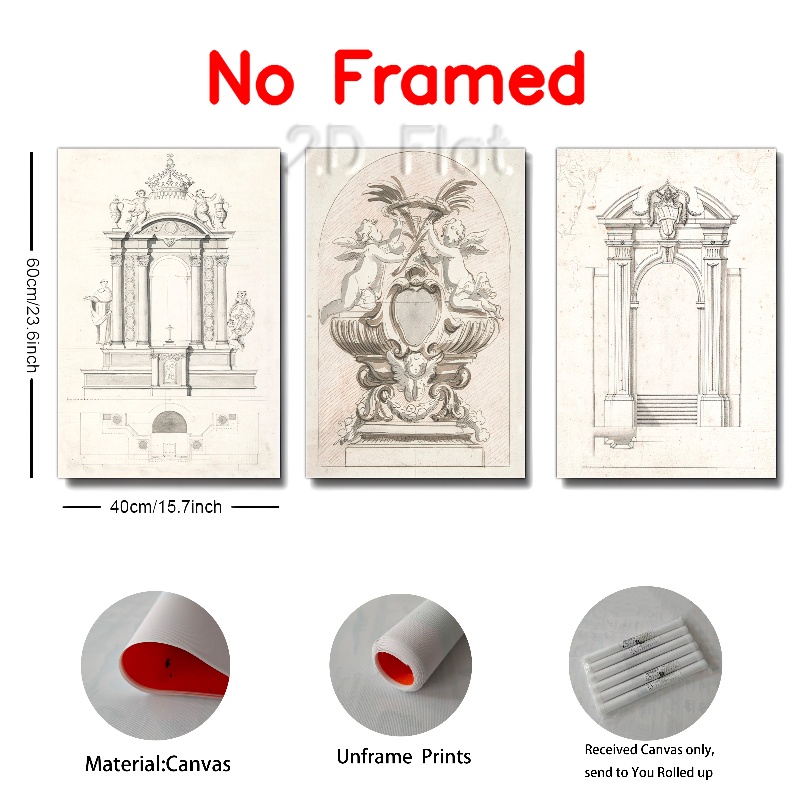 No Framed
2.D Flat.
60cm/23.6inch
40cm/15.7inch
Material:Canvas
Unframe Prints
Received Canvas only,
send to You Rolled up